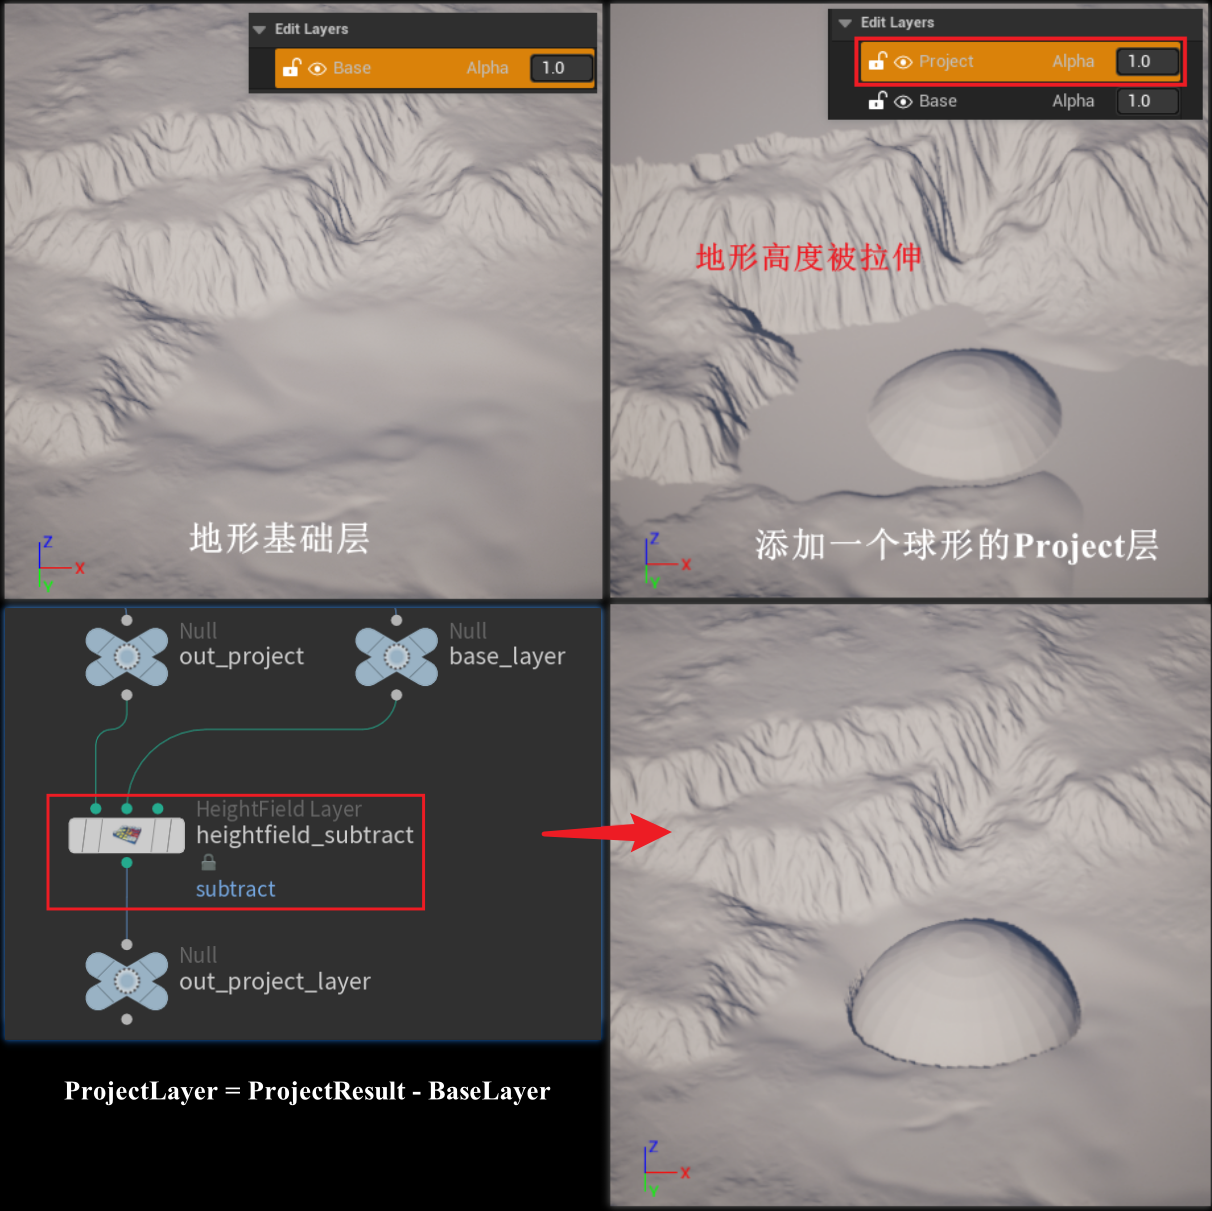 Edit Layers
Base Alpha 1.0
地形基础层
Z
X
Y
Edit Layers
Project Alpha 1.0
Base Alpha 1.0
地形高度被拉伸
添加一个球形的Project层
Z
X
Y
Null
out_project
Null
base_layer
HeightField Layer
heightfield_subtract
subtract
Null
out_project_layer
ProjectLayer = ProjectResult - BaseLayer
Z
X
Y